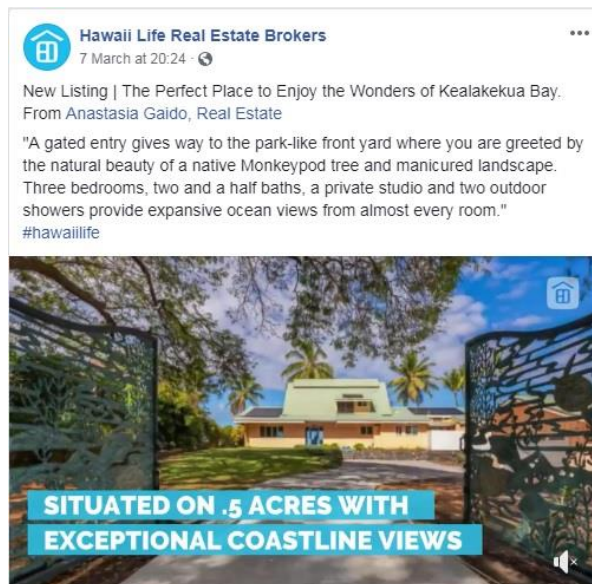 Hawaii Life Real Estate Brokers
7 March at 20:24 ·
New Listing | The Perfect Place to Enjoy the Wonders of Kealakekua Bay.
From Anastasia Gaido, Real Estate
"A gated entry gives way to the park-like front yard where you are greeted by
the natural beauty of a native Monkeypod tree and manicured landscape.
Three bedrooms, two and a half baths, a private studio and two outdoor
showers provide expansive ocean views from almost every room."
#hawaiilife
SITUATED ON .5 ACRES WITH
EXCEPTIONAL COASTLINE VIEWS